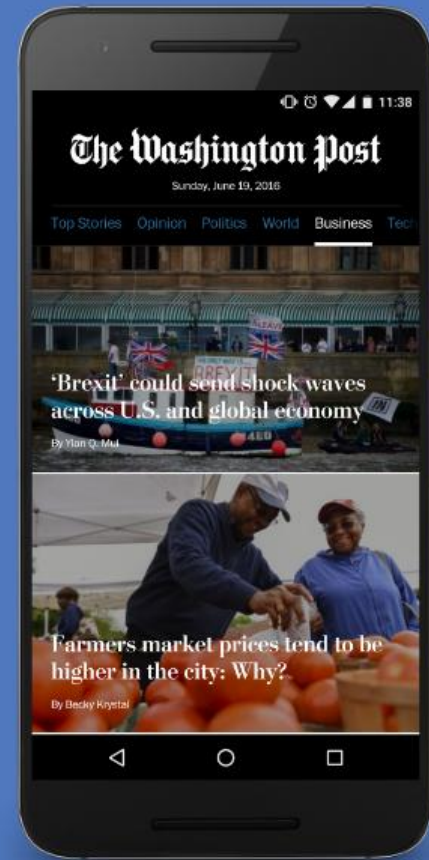 11:38
The Washington Post
Sunday, June 19, 2016
Top Stories Opinion Politics World Business Tech
LEAVE
BREXIT
IN
'Brexit' could send shock waves
across U.S. and global economy
By Ylan Q. Mui
Farmers market prices tend to be
higher in the city: Why?
By Becky Krystal